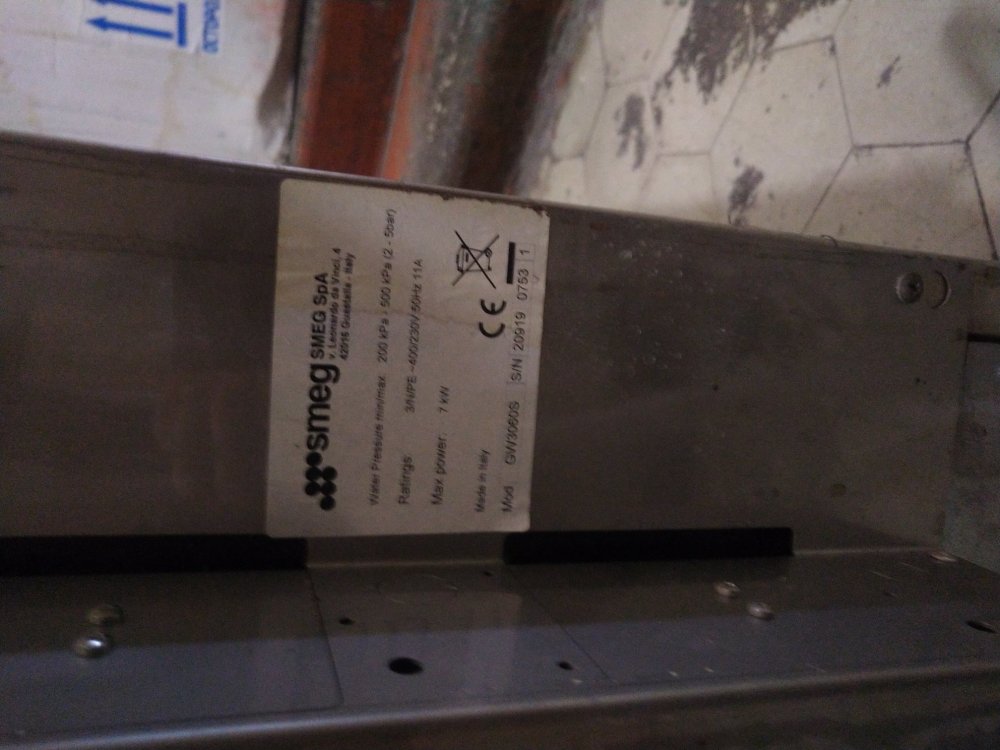 smeg SMEG SpA
v. Leonardo da Vinci, 4
42016 Guastalla - Italy
Water Pressure min/max: 200 kPa - 500 kPa (2 - 5bar)
Ratings: 3/N/PE ~400/230V 50Hz 11A
Max power: 7 kW
Made in Italy
CE
Mod GW3060S S/N 20919 0753 1